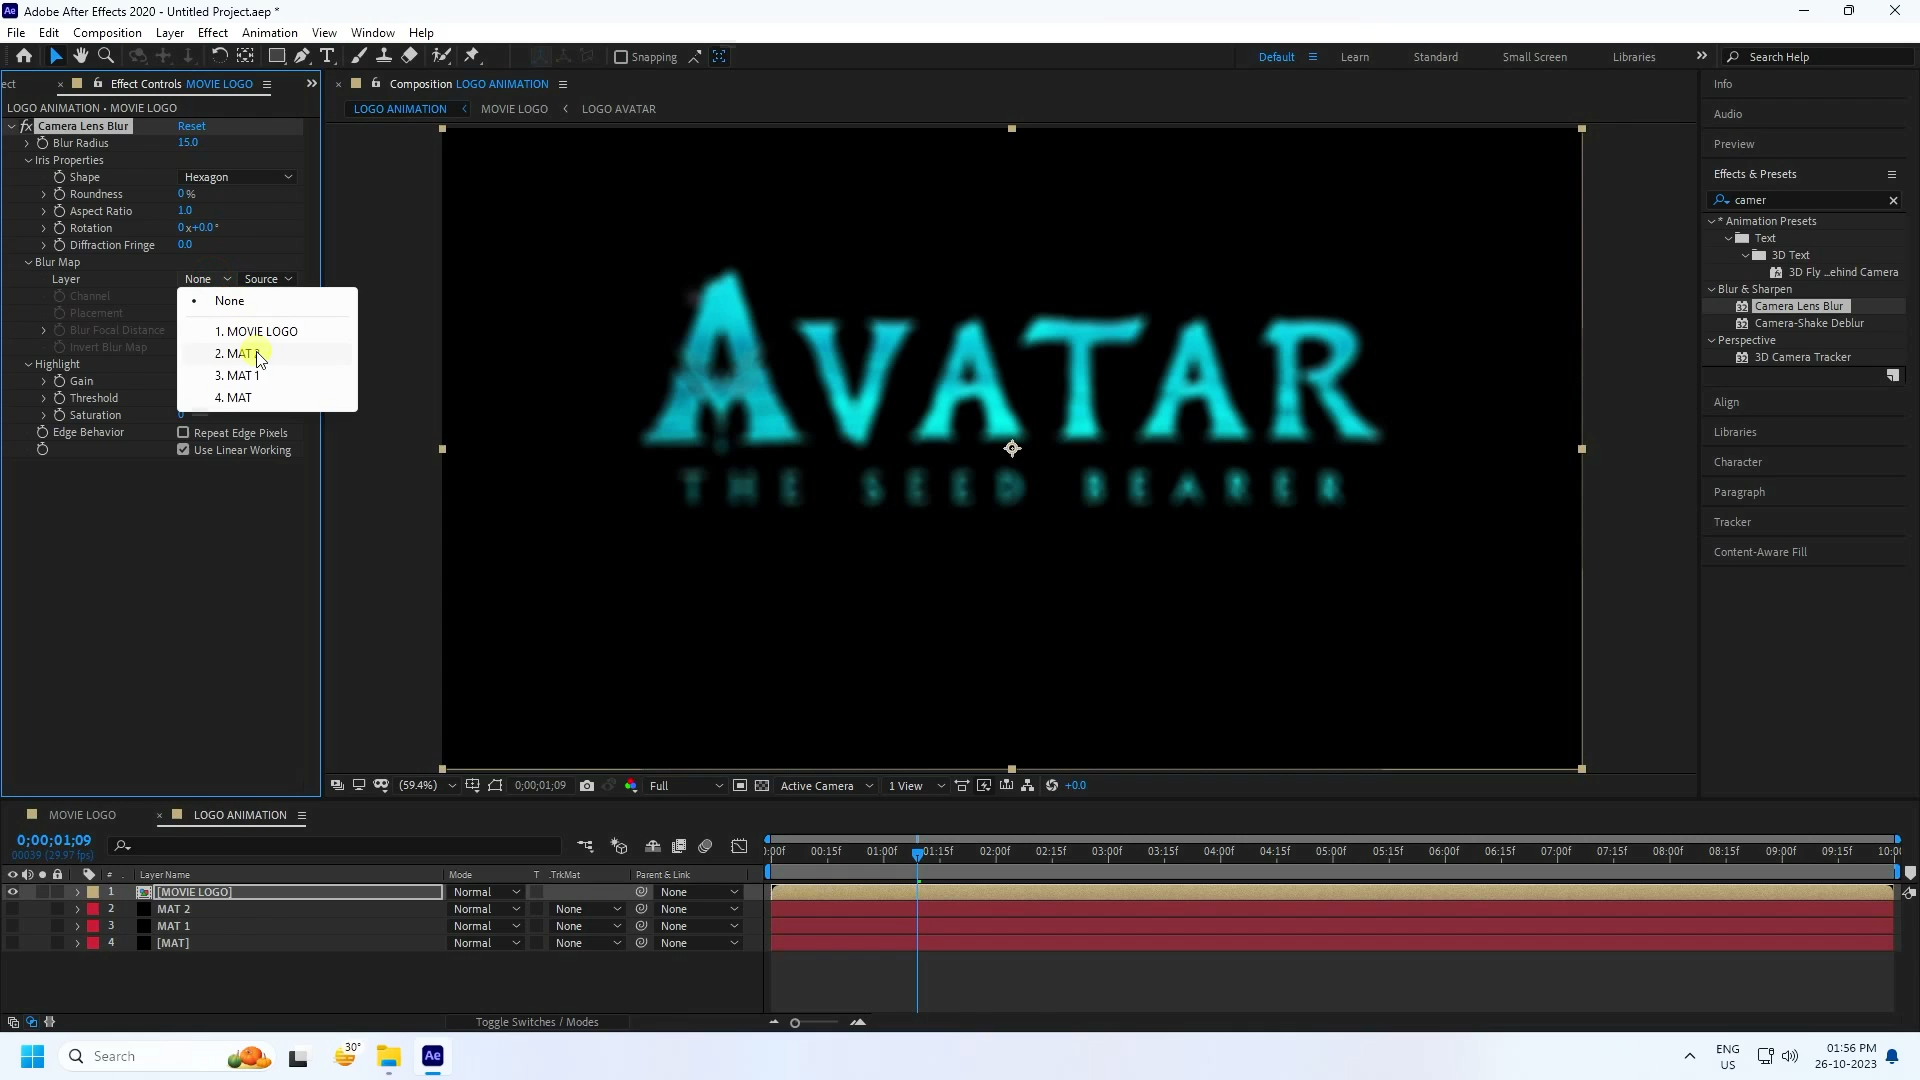 Adobe After Effects 2020 - Untitled Project.aep *
File Edit Composition Layer Effect Animation View Window Help
Snapping Default Learn Standard Small Screen Libraries Search Help
ect Effect Controls MOVIE LOGO
Composition LOGO ANIMATION
LOGO ANIMATION • MOVIE LOGO
LOGO ANIMATION MOVIE LOGO LOGO AVATAR
fx Camera Lens Blur Reset
Blur Radius 15.0
Iris Properties
Shape Hexagon
Roundness 0 %
Aspect Ratio 1.0
Rotation 0 x+0.0 °
Diffraction Fringe 0.0
Blur Map
Layer None Source
Channel
Placement
Blur Focal Distance
Invert Blur Map
Highlight
Gain
Threshold
Saturation 0
Edge Behavior Repeat Edge Pixels
Use Linear Working
None
1. MOVIE LOGO
2. MAT
3. MAT 1
4. MAT
AVATAR
THE SEED BEARER
(59.4%) 0;00;01;09 Full Active Camera 1 View +0.0
Info
Audio
Preview
Effects & Presets
camer
* Animation Presets
Text
3D Text
3D Fly ...ehind Camera
Blur & Sharpen
Camera Lens Blur
Camera-Shake Deblur
Perspective
3D Camera Tracker
Align
Libraries
Character
Paragraph
Tracker
Content-Aware Fill
MOVIE LOGO LOGO ANIMATION
0;00;01;09
00039 (29.97 fps)
):00f 00:15f 01:00f 01:15f 02:00f 02:15f 03:00f 03:15f 04:00f 04:15f 05:00f 05:15f 06:00f 06:15f 07:00f 07:15f 08:00f 08:15f 09:00f 09:15f 10:0(
# Layer Name Mode T .TrkMat Parent & Link
1 [MOVIE LOGO] Normal None
2 MAT 2 Normal None None
3 MAT 1 Normal None None
4 [MAT] Normal None None
Toggle Switches / Modes
Search 30° Ae ENG US 01:56 PM 26-10-2023